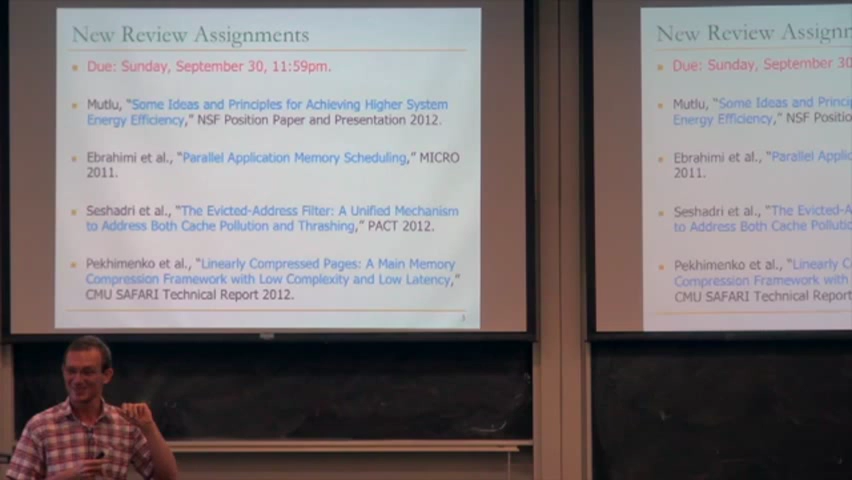 New Review Assignments
Due: Sunday, September 30, 11:59pm.
Mutlu, "Some Ideas and Principles for Achieving Higher System
Energy Efficiency," NSF Position Paper and Presentation 2012.
Ebrahimi et al., "Parallel Application Memory Scheduling," MICRO
2011.
Seshadri et al., "The Evicted-Address Filter: A Unified Mechanism
to Address Both Cache Pollution and Thrashing," PACT 2012.
Pekhimenko et al., "Linearly Compressed Pages: A Main Memory
Compression Framework with Low Complexity and Low Latency,"
CMU SAFARI Technical Report 2012.
3
New Review Assignm
Due: Sunday, September 30
Mutlu, "Some Ideas and Princip
Energy Efficiency," NSF Positio
Ebrahimi et al., "Parallel Applic
2011.
Seshadri et al., "The Evicted-A
to Address Both Cache Pollutio
Pekhimenko et al., "Linearly C
Compression Framework with
CMU SAFARI Technical Report